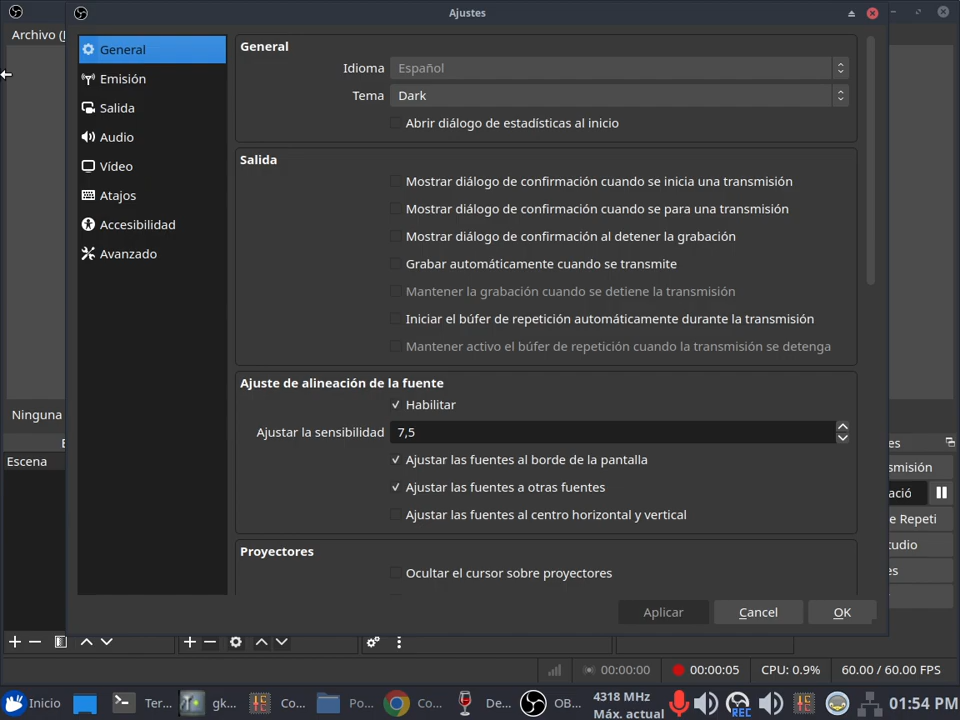 Ajustes
Archivo (
General
Emisión
Salida
Audio
Vídeo
Atajos
Accesibilidad
Avanzado
General
Idioma
Español
Tema
Dark
Abrir diálogo de estadísticas al inicio
Salida
Mostrar diálogo de confirmación cuando se inicia una transmisión
Mostrar diálogo de confirmación cuando se para una transmisión
Mostrar diálogo de confirmación al detener la grabación
Grabar automáticamente cuando se transmite
Mantener la grabación cuando se detiene la transmisión
Iniciar el búfer de repetición automáticamente durante la transmisión
Mantener activo el búfer de repetición cuando la transmisión se detenga
Ajuste de alineación de la fuente
Habilitar
Ajustar la sensibilidad
7,5
Ajustar las fuentes al borde de la pantalla
Ajustar las fuentes a otras fuentes
Ajustar las fuentes al centro horizontal y vertical
Proyectores
Ocultar el cursor sobre proyectores
Aplicar
Cancel
OK
Ninguna
Escena
es
nsmisión
ació
e Repeti
tudio
es
00:00:00
00:00:05
CPU: 0.9%
60.00 / 60.00 FPS
Inicio
Ter...
gk...
Co...
Po...
Co...
De...
OB...
4318 MHz
Máx. actual
REC
01:54 PM